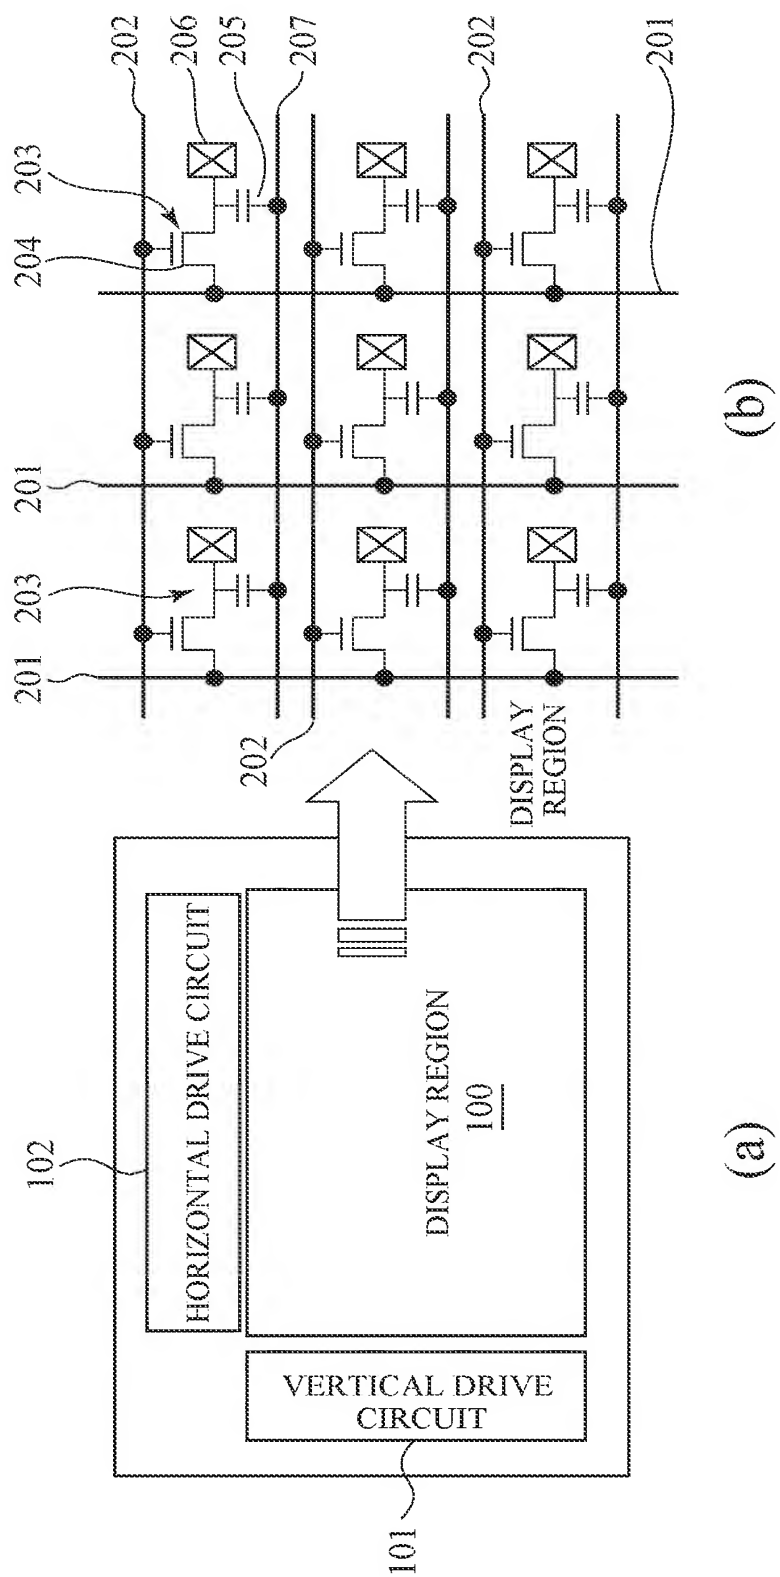 102
HORIZONTAL DRIVE CIRCUIT
101
VERTICAL DRIVE
CIRCUIT
DISPLAY REGION
100
(a)
201
203
201
204
203
202
206
205
207
202
202
201
DISPLAY
REGION
(b)